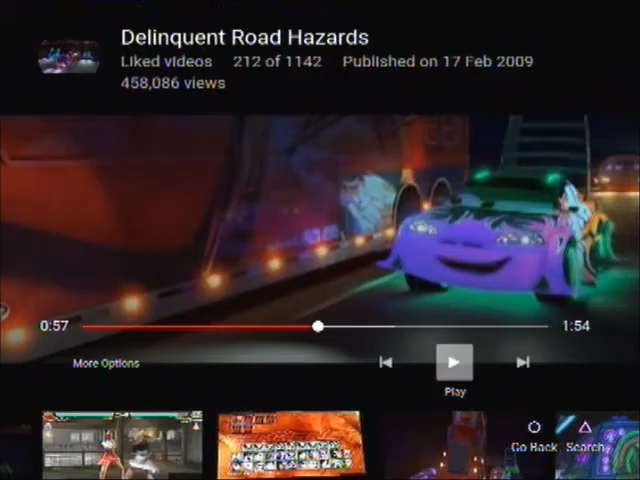 Delinquent Road Hazards
Liked videos 212 of 1142 Published on 17 Feb 2009
458,086 views
0:57 1:54
More Options
Play
Go Back Search